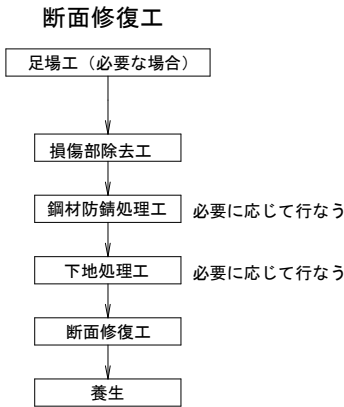 断面修復工
足場工（必要な場合）
損傷部除去工
鋼材防錆処理工 必要に応じて行なう
下地処理工 必要に応じて行なう
断面修復工
養生